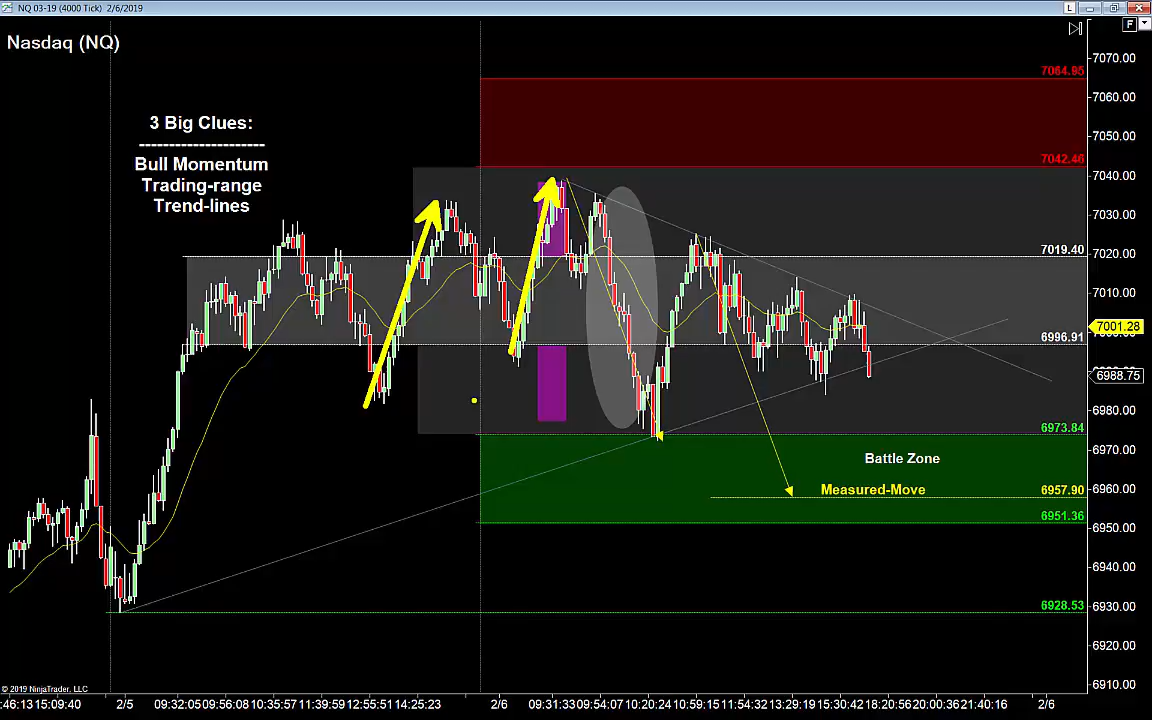 NQ 03-19 (4000 Tick) 2/6/2019
L
F
Nasdaq (NQ)
7070.00
7064.95
7060.00
3 Big Clues:
---------------------
Bull Momentum
Trading-range
Trend-lines
7050.00
7042.46
7040.00
7030.00
7019.40
7020.00
7010.00
7001.28
6996.91
6988.75
6980.00
6973.84
6970.00
Battle Zone
Measured-Move
6957.90
6960.00
6951.36
6950.00
6940.00
6928.53
6930.00
6920.00
6910.00
© 2019 NinjaTrader, LLC
:46:13 15:09:40 2/5 09:32:05 09:56:08 10:35:57 11:39:59 12:55:51 14:25:23 2/6 09:31:33 09:54:07 10:20:24 10:59:15 11:54:32 13:29:19 15:30:42 18:20:56 20:00:36 21:40:16 2/6